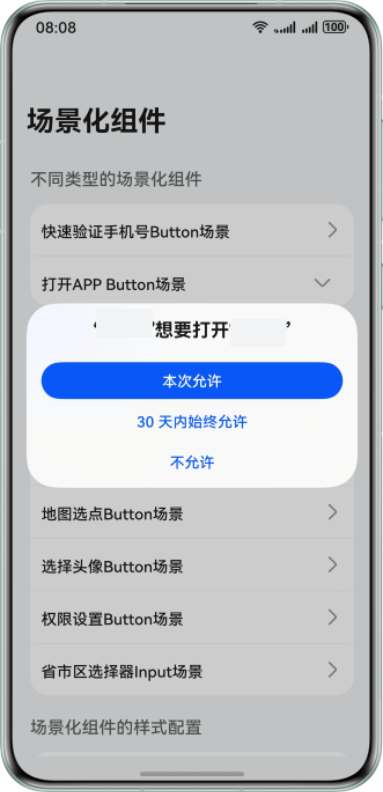 08:08
100
场景化组件
不同类型的场景化组件
快速验证手机号Button场景
打开APP Button场景
‘ ’想要打开‘ ’
本次允许
30 天内始终允许
不允许
地图选点Button场景
选择头像Button场景
权限设置Button场景
省市区选择器Input场景
场景化组件的样式配置